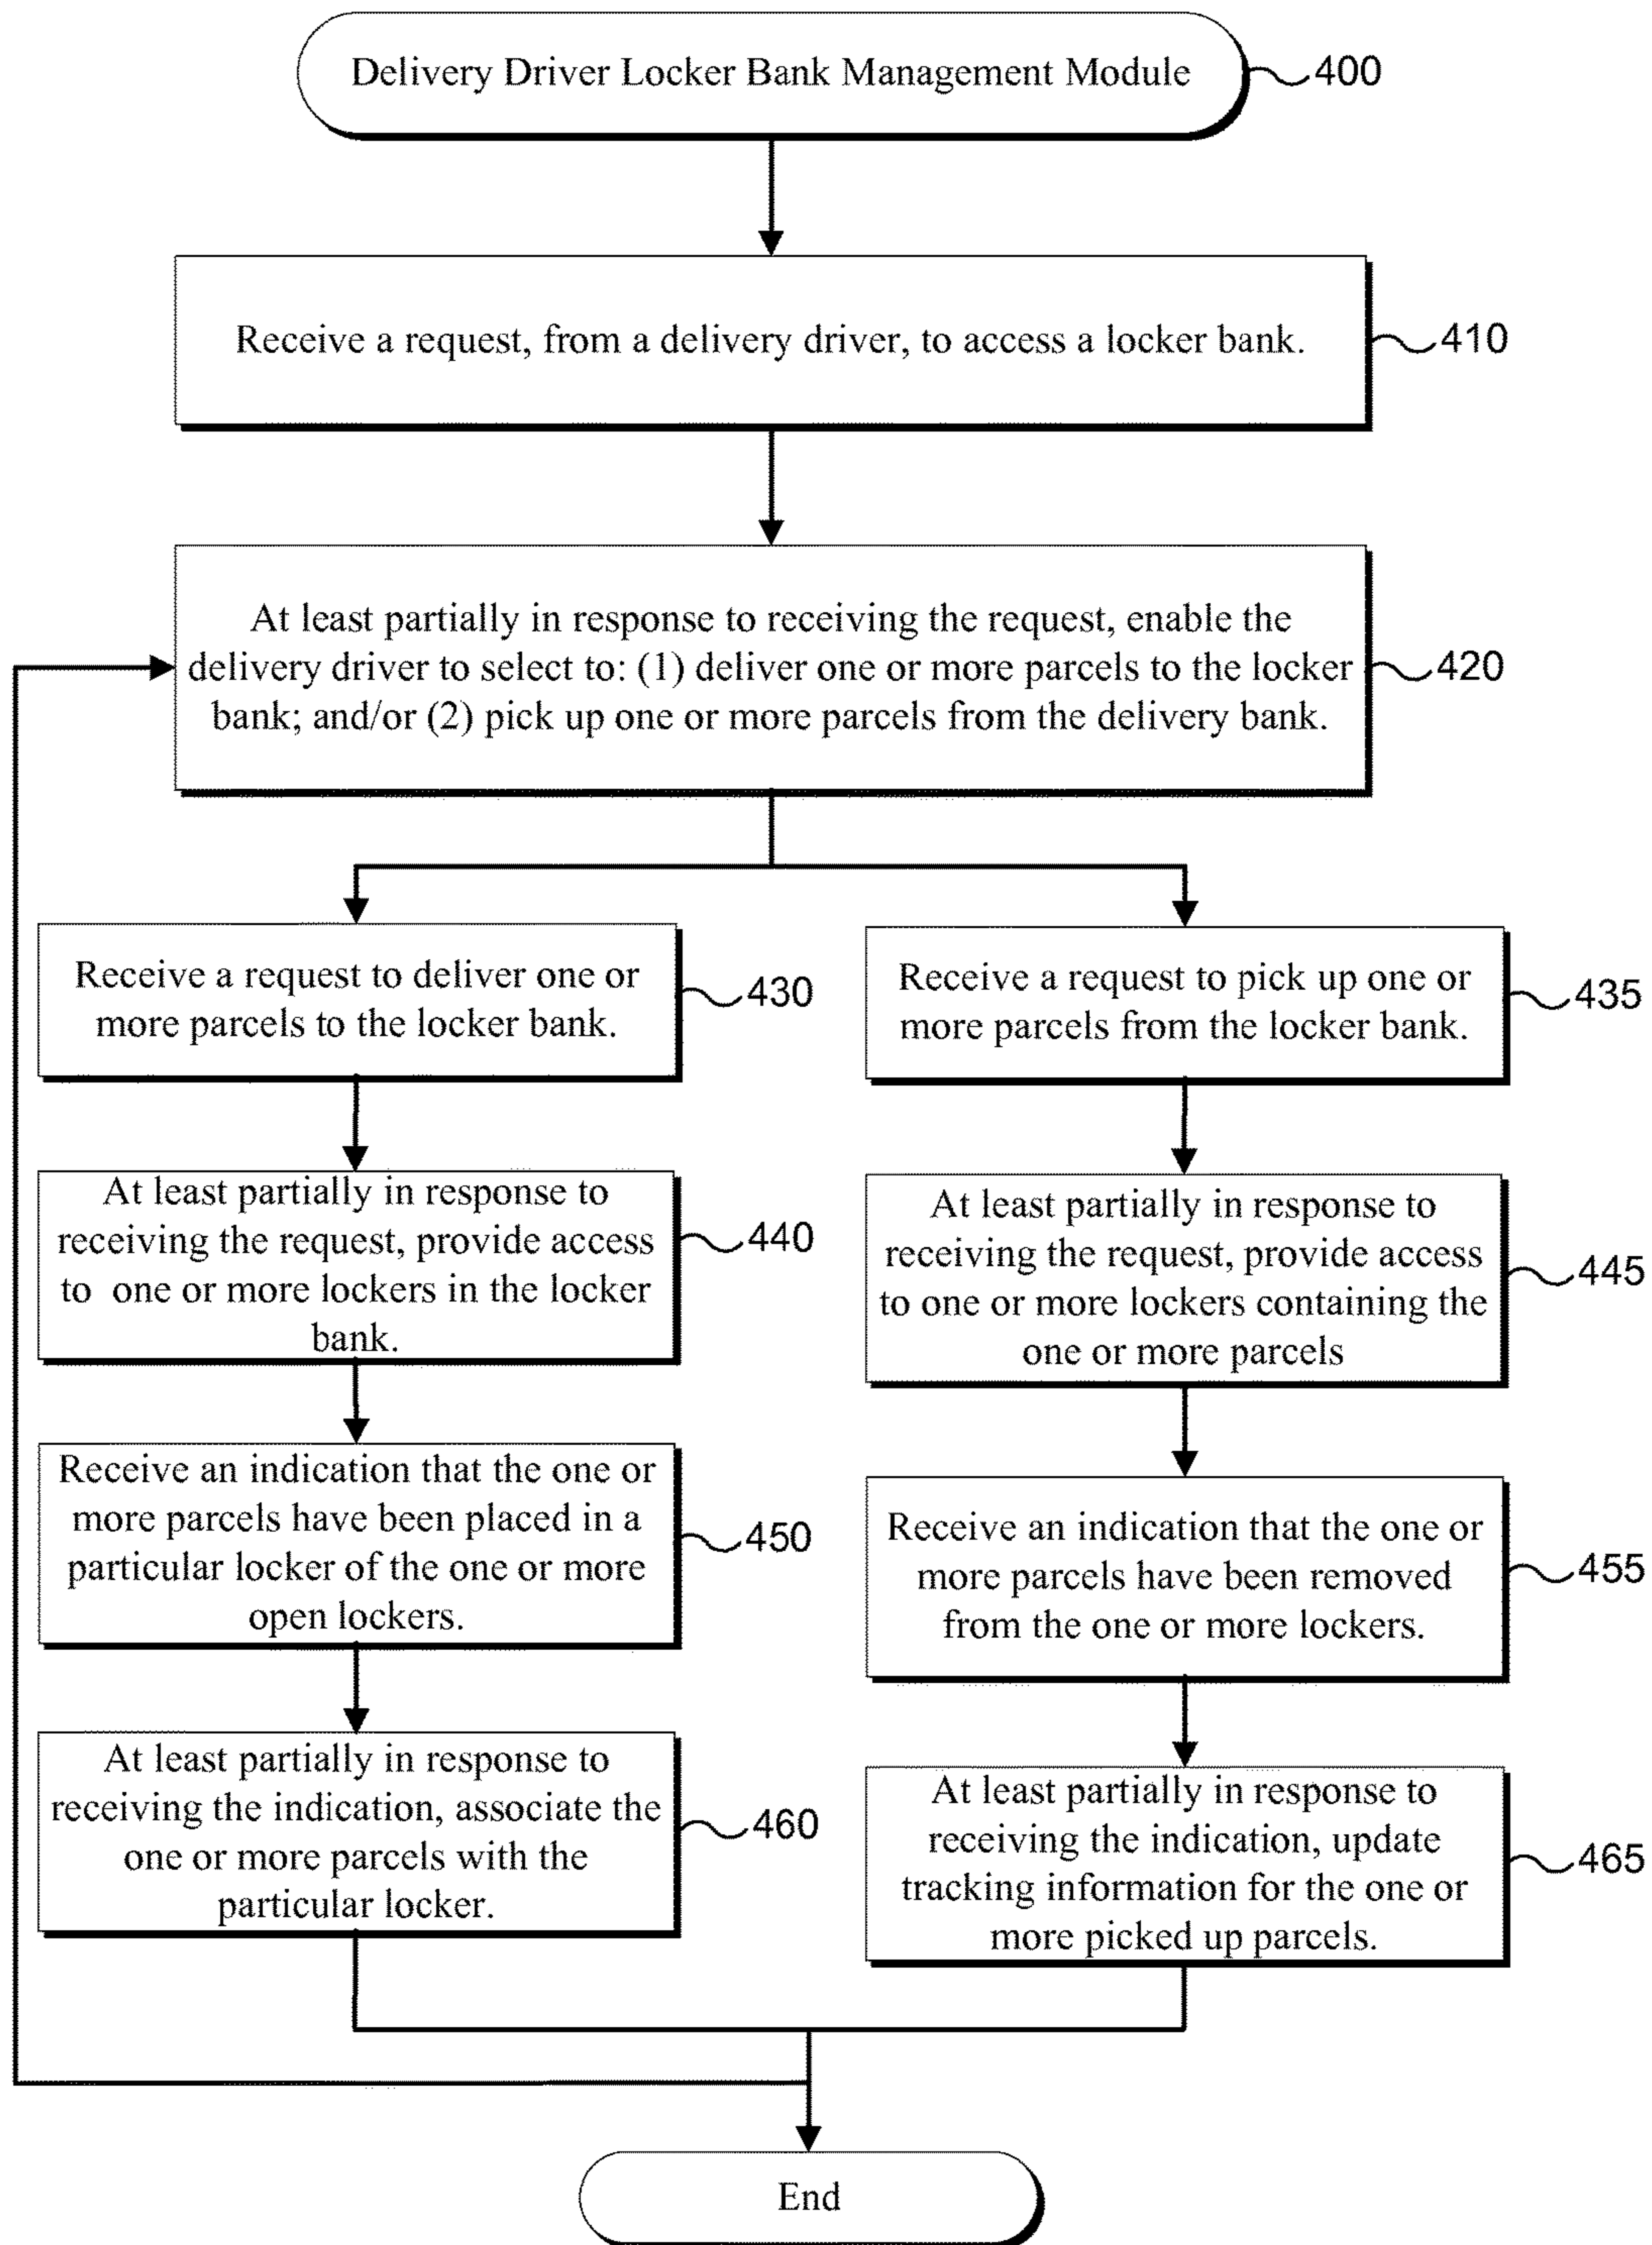 Delivery Driver Locker Bank Management Module
400
Receive a request, from a delivery driver, to access a locker bank.
410
At least partially in response to receiving the request, enable the
delivery driver to select to: (1) deliver one or more parcels to the locker
bank; and/or (2) pick up one or more parcels from the delivery bank.
420
Receive a request to deliver one or
more parcels to the locker bank.
430
At least partially in response to
receiving the request, provide access
to one or more lockers in the locker
bank.
440
Receive an indication that the one or
more parcels have been placed in a
particular locker of the one or more
open lockers.
450
At least partially in response to
receiving the indication, associate the
one or more parcels with the
particular locker.
460
Receive a request to pick up one or
more parcels from the locker bank.
435
At least partially in response to
receiving the request, provide access
to one or more lockers containing the
one or more parcels
445
Receive an indication that the one or
more parcels have been removed
from the one or more lockers.
455
At least partially in response to
receiving the indication, update
tracking information for the one or
more picked up parcels.
465
End